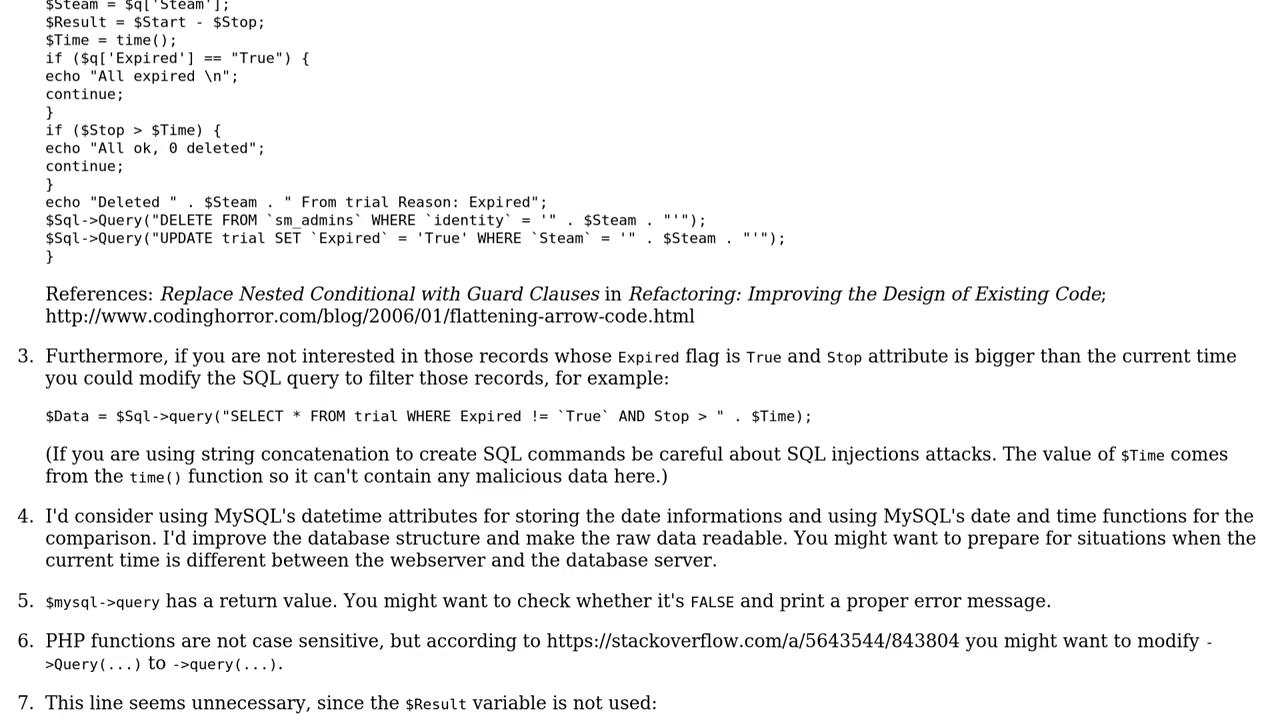 $Steam = $q['Steam'];
$Result = $Start - $Stop;
$Time = time();
if ($q['Expired'] == "True") {
echo "All expired \n";
continue;
}
if ($Stop > $Time) {
echo "All ok, 0 deleted";
continue;
}
echo "Deleted " . $Steam . " From trial Reason: Expired";
$Sql->Query("DELETE FROM `sm_admins` WHERE `identity` = '" . $Steam . "'");
$Sql->Query("UPDATE trial SET `Expired` = 'True' WHERE `Steam` = '" . $Steam . "'");
}
References: Replace Nested Conditional with Guard Clauses in Refactoring: Improving the Design of Existing Code;
http://www.codinghorror.com/blog/2006/01/flattening-arrow-code.html
3. Furthermore, if you are not interested in those records whose Expired flag is True and Stop attribute is bigger than the current time
you could modify the SQL query to filter those records, for example:
$Data = $Sql->query("SELECT * FROM trial WHERE Expired != `True` AND Stop > " . $Time);
(If you are using string concatenation to create SQL commands be careful about SQL injections attacks. The value of $Time comes
from the time() function so it can't contain any malicious data here.)
4. I'd consider using MySQL's datetime attributes for storing the date informations and using MySQL's date and time functions for the
comparison. I'd improve the database structure and make the raw data readable. You might want to prepare for situations when the
current time is different between the webserver and the database server.
5. $mysql->query has a return value. You might want to check whether it's FALSE and print a proper error message.
6. PHP functions are not case sensitive, but according to https://stackoverflow.com/a/5643544/843804 you might want to modify -
>Query(...) to ->query(...).
7. This line seems unnecessary, since the $Result variable is not used: